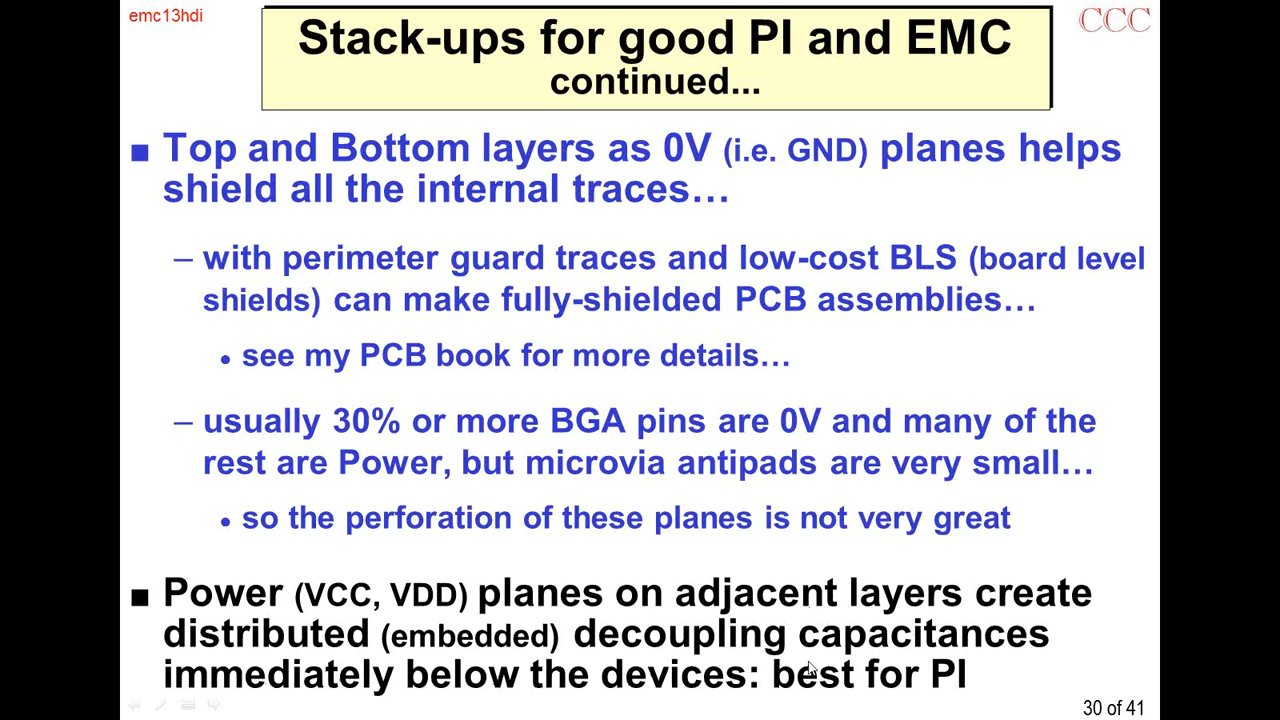 emc13hdi
Stack-ups for good PI and EMC
continued...
CCC
■ Top and Bottom layers as 0V (i.e. GND) planes helps
shield all the internal traces…
– with perimeter guard traces and low-cost BLS (board level
shields) can make fully-shielded PCB assemblies…
• see my PCB book for more details…
– usually 30% or more BGA pins are 0V and many of the
rest are Power, but microvia antipads are very small…
• so the perforation of these planes is not very great
■ Power (VCC, VDD) planes on adjacent layers create
distributed (embedded) decoupling capacitances
immediately below the devices: best for PI
30 of 41